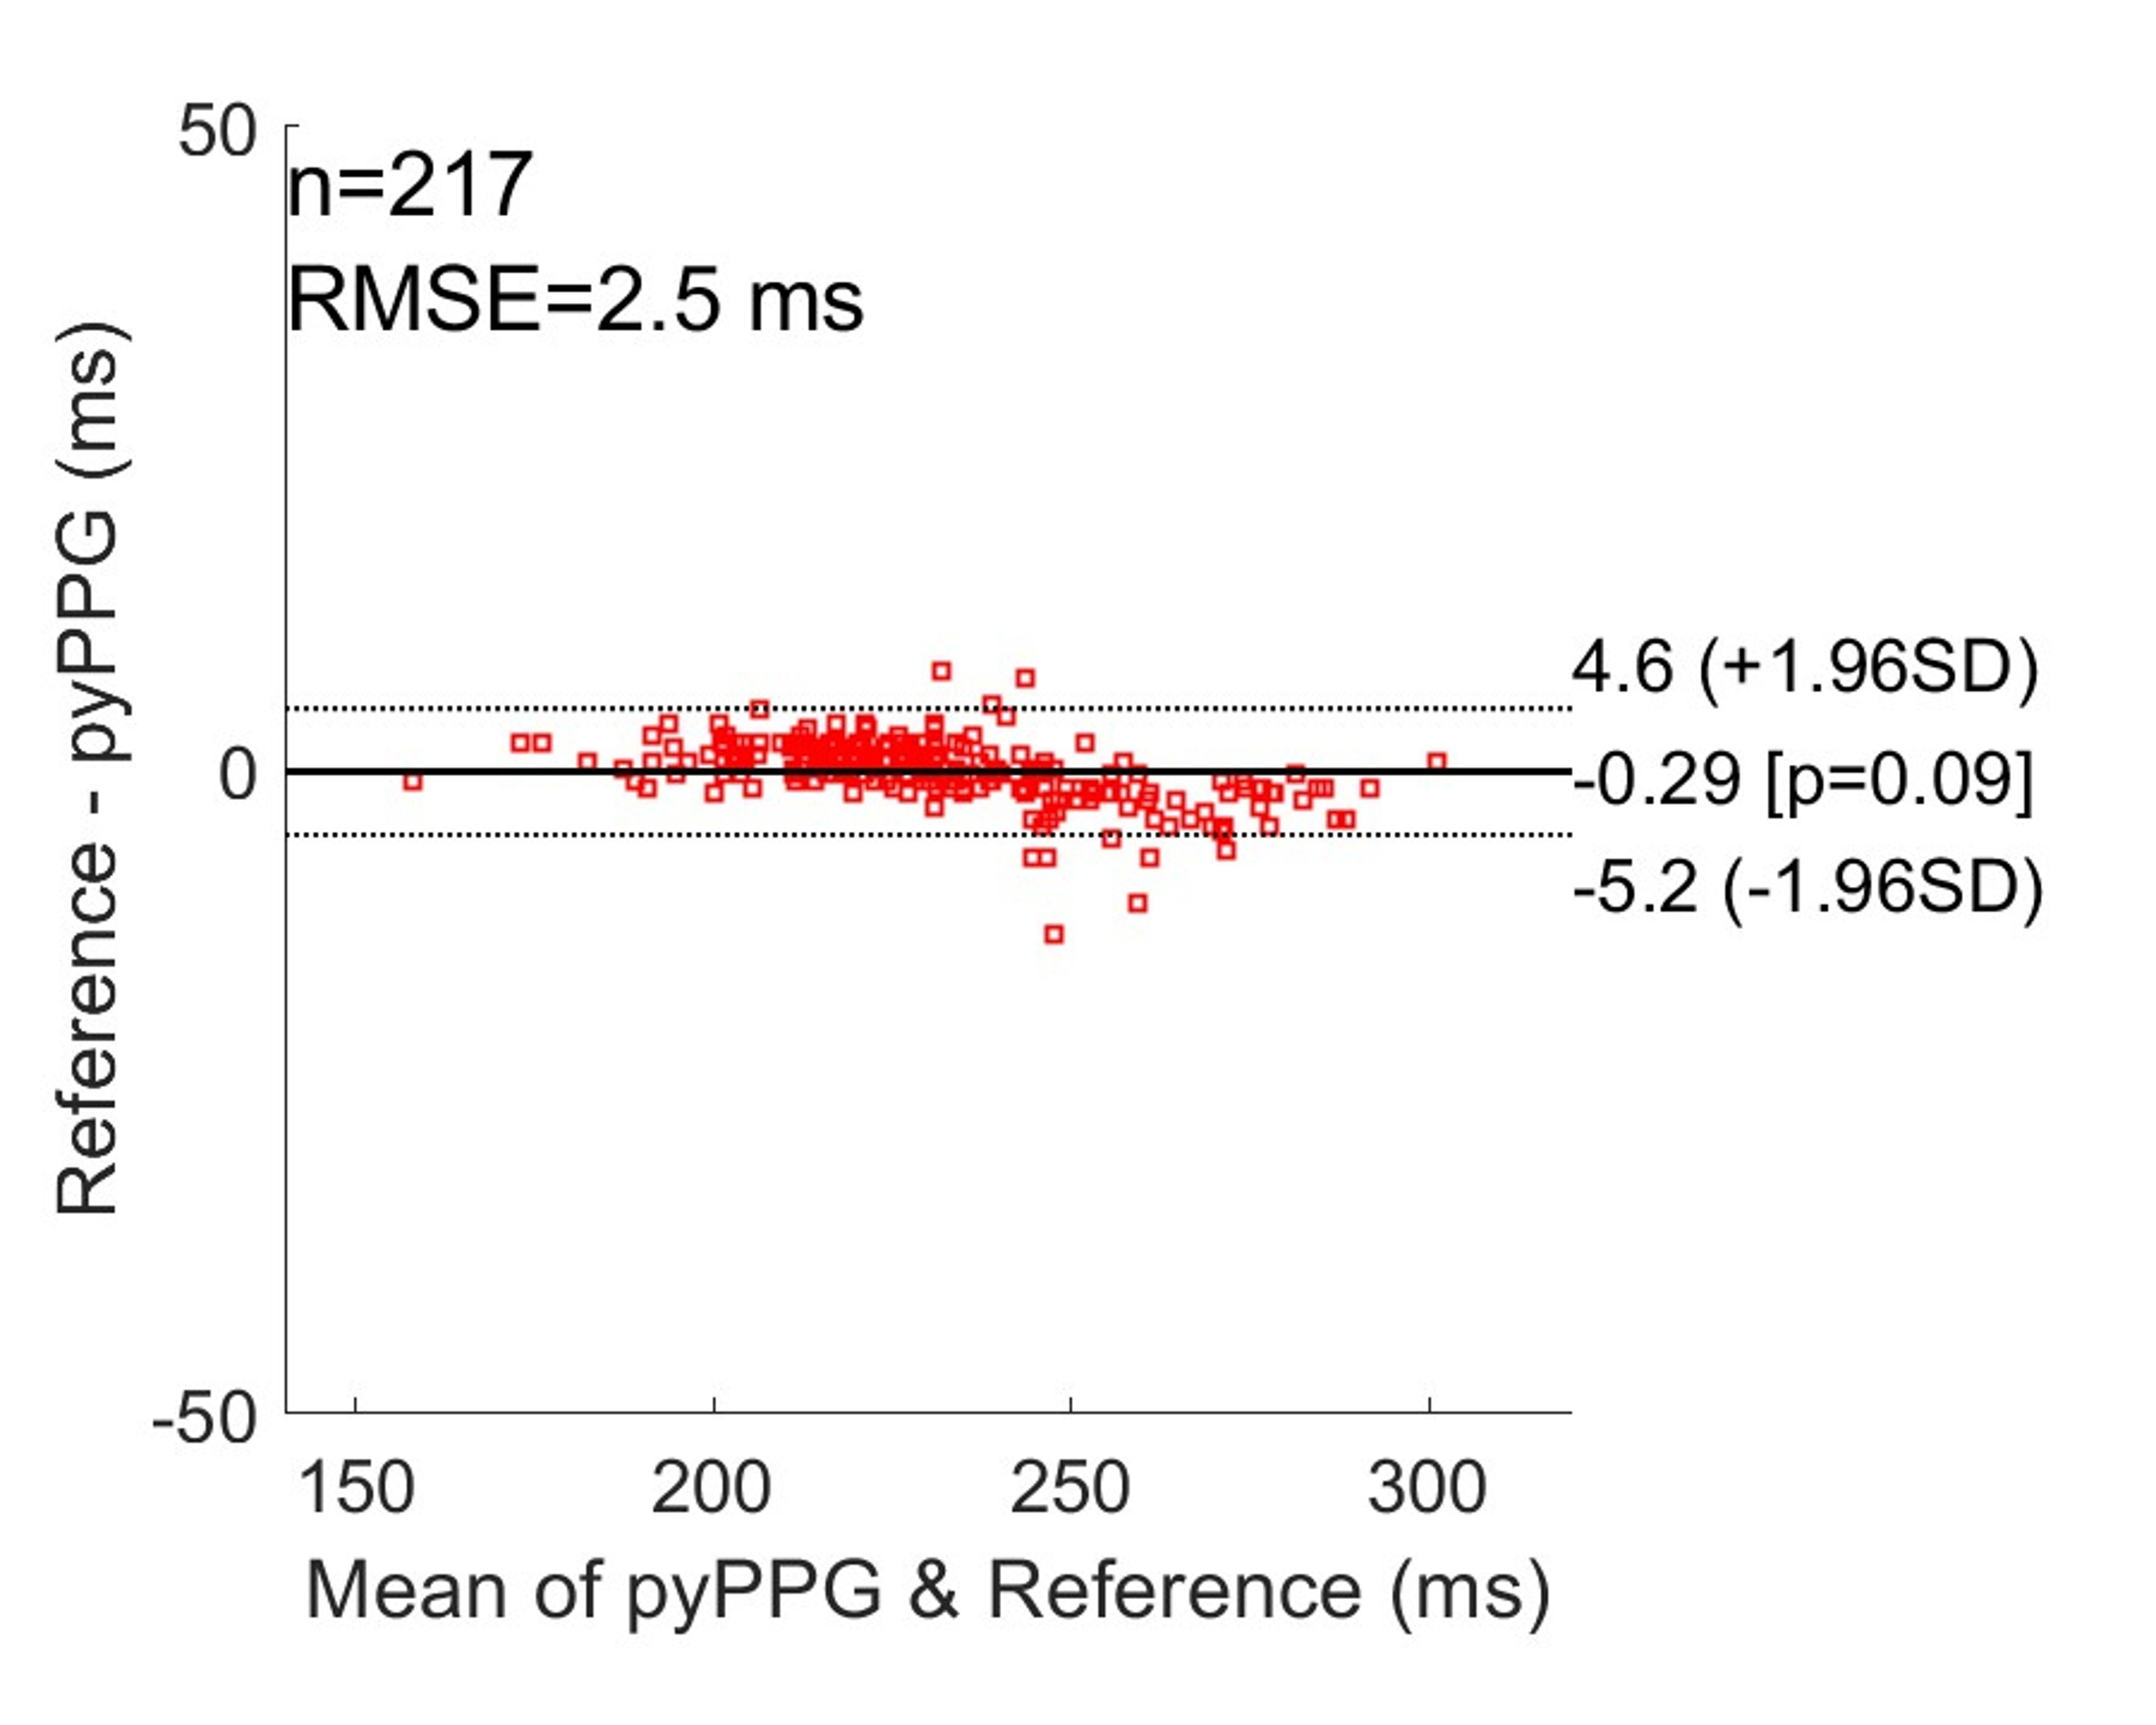 50
n=217
RMSE=2.5 ms
Reference - pyPPG (ms)
4.6 (+1.96SD)
0
-0.29 [p=0.09]
-5.2 (-1.96SD)
-50
150 200 250 300
Mean of pyPPG & Reference (ms)